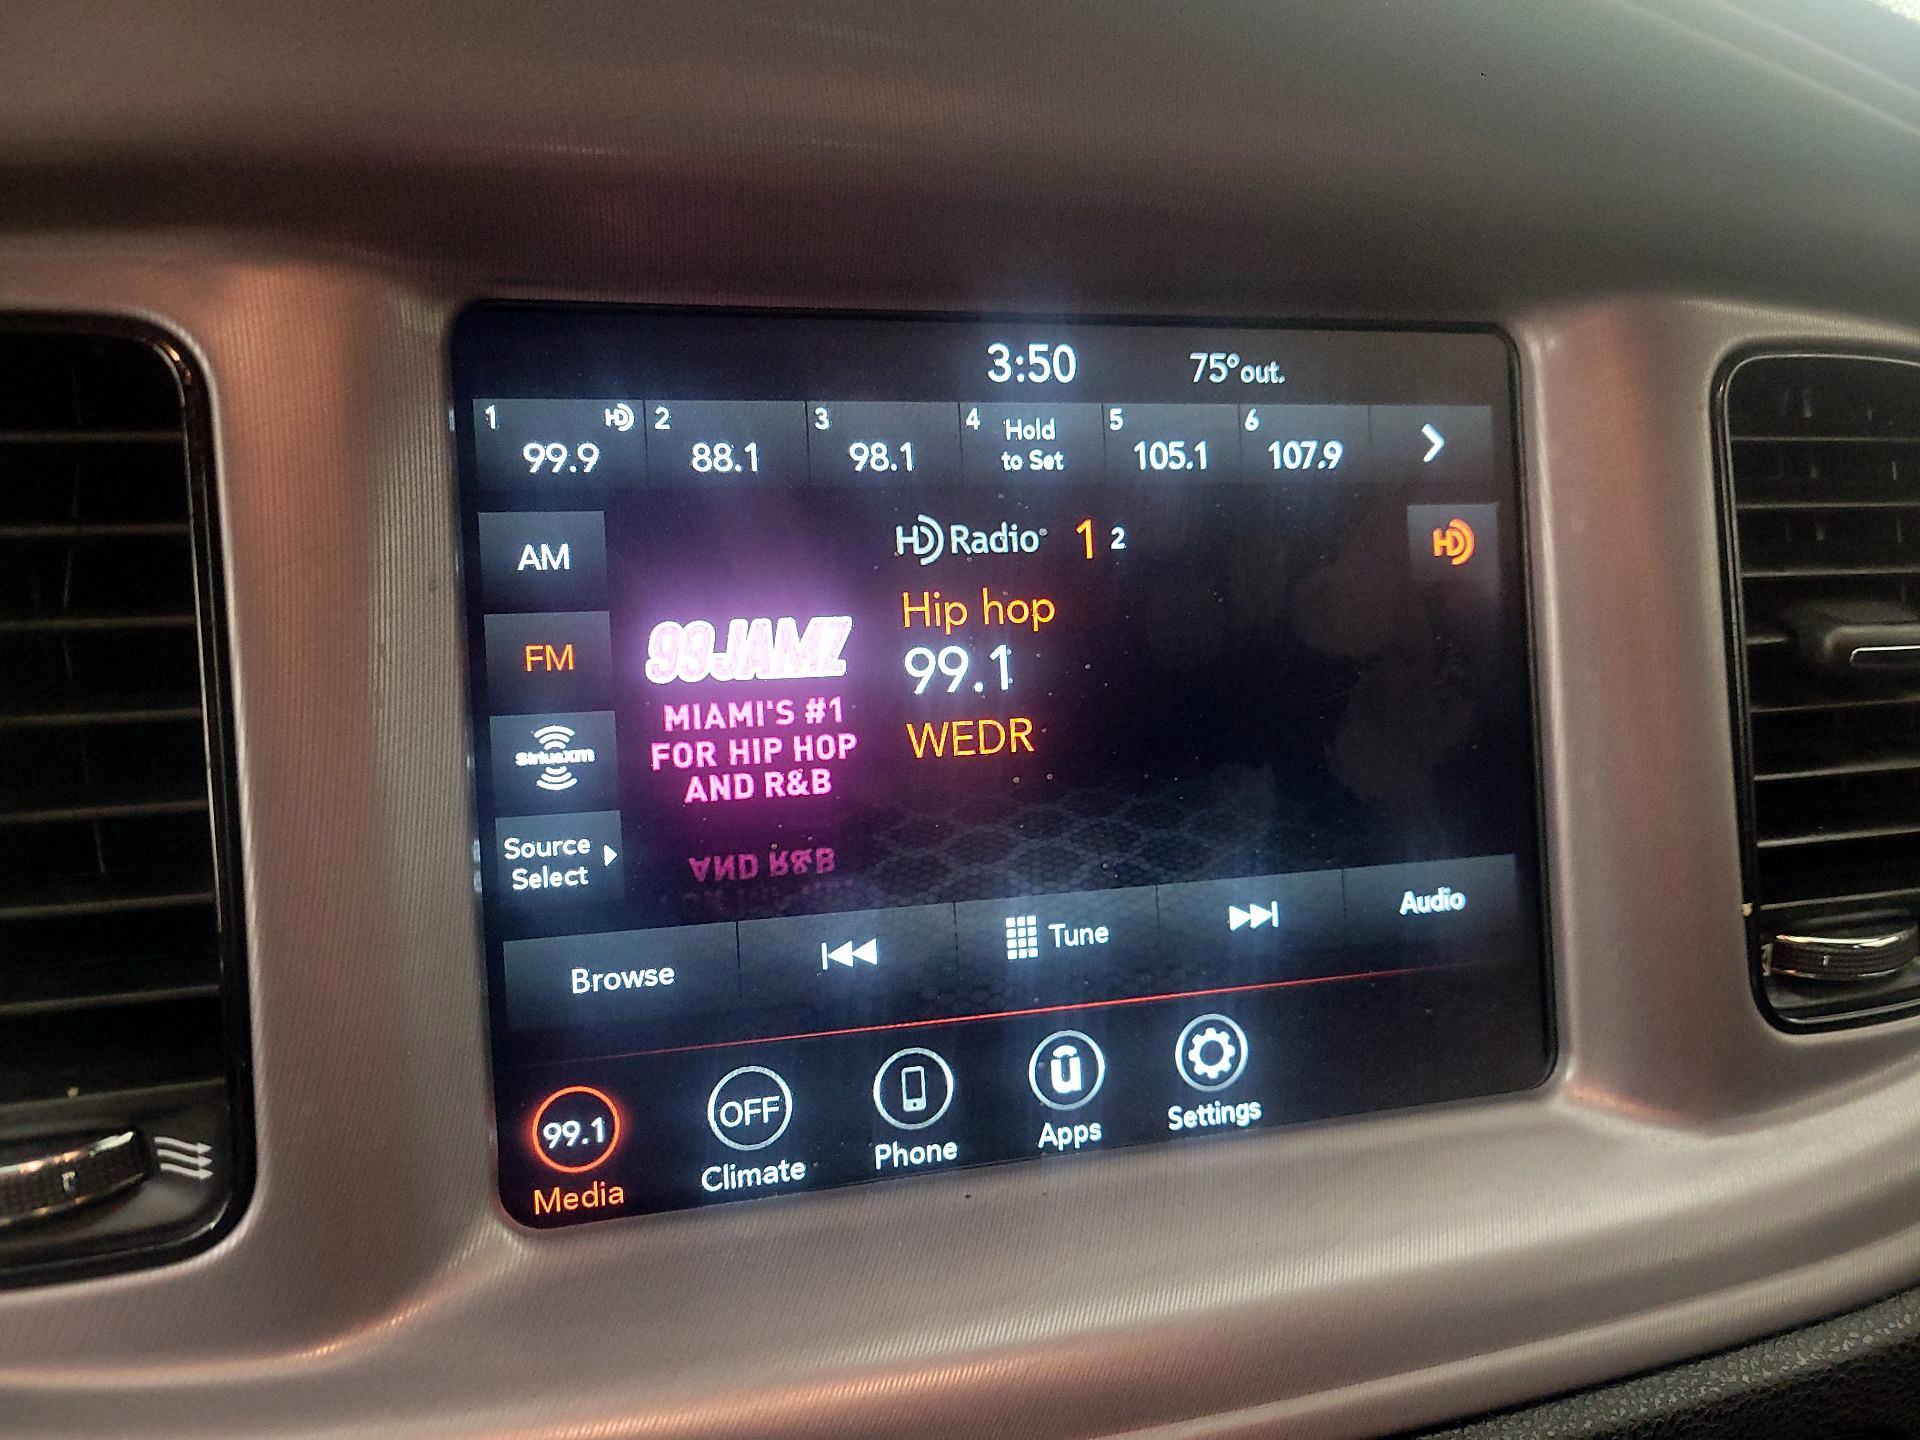 3:50 75° out.
1 HD 2 3 4 Hold to Set 5 6
99.9 88.1 98.1 105.1 107.9
AM
FM
SiriusXM
Source
Select
99JAMZ
MIAMI'S #1
FOR HIP HOP
AND R&B
AND R&B
HD Radio 1 2
HD
Hip hop
99.1
WEDR
Browse
Tune
Audio
99.1
Media
OFF
Climate
Phone
u
Apps
Settings